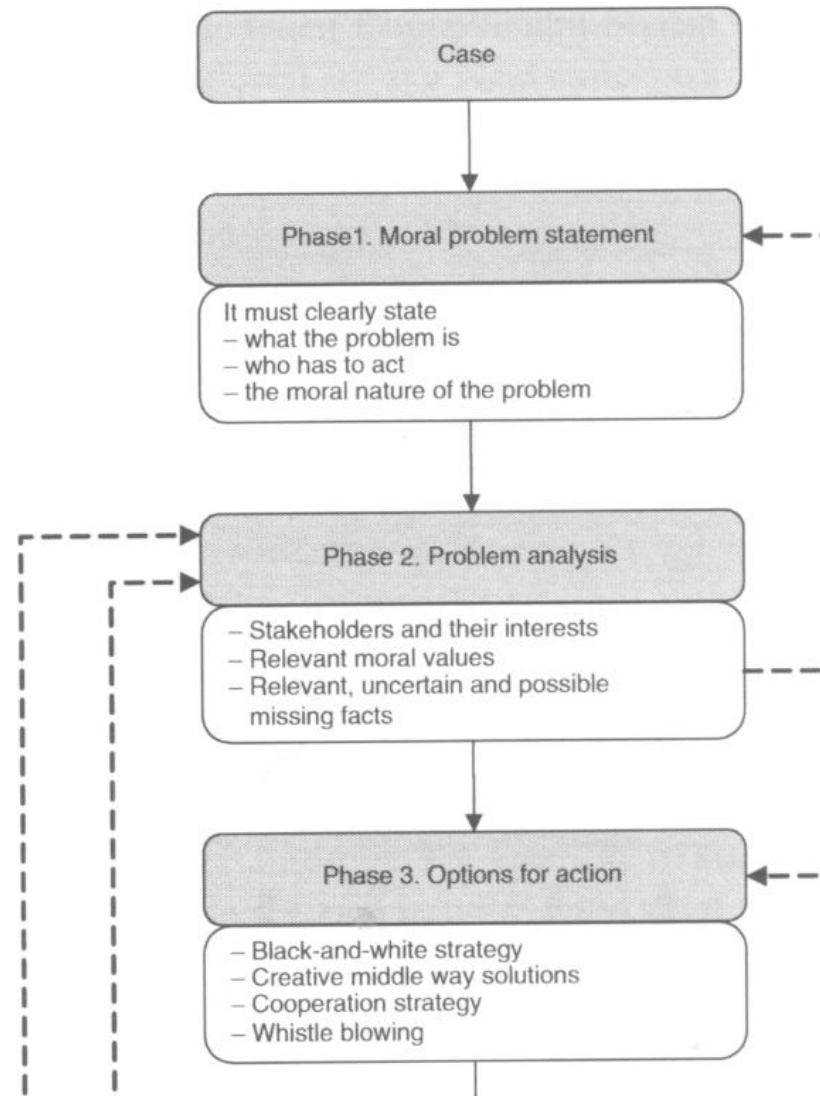 Case
Phase1. Moral problem statement
It must clearly state
– what the problem is
– who has to act
– the moral nature of the problem
Phase 2. Problem analysis
– Stakeholders and their interests
– Relevant moral values
– Relevant, uncertain and possible
missing facts
Phase 3. Options for action
– Black-and-white strategy
– Creative middle way solutions
– Cooperation strategy
– Whistle blowing